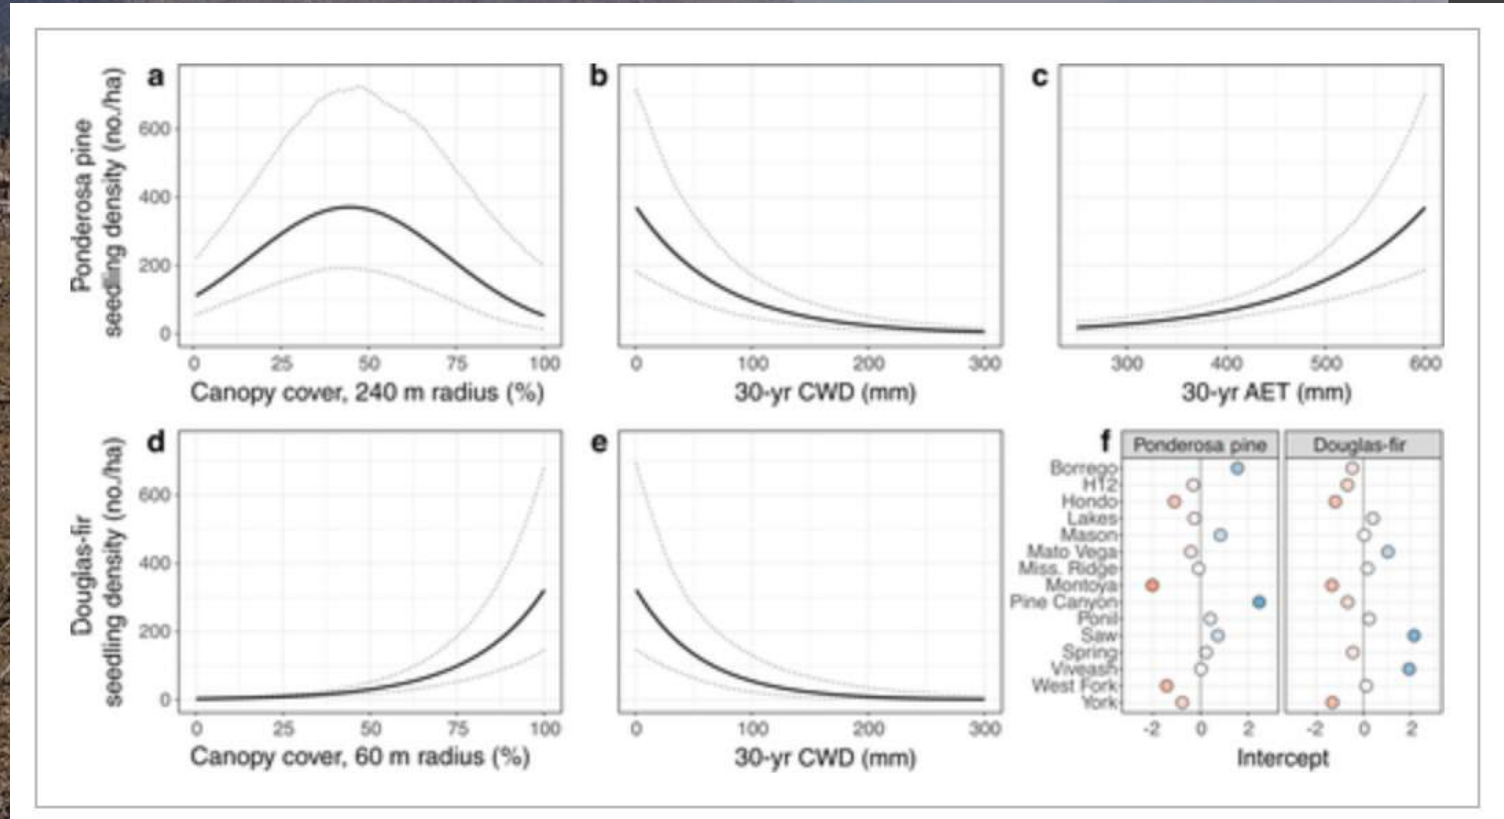 a
Ponderosa pine
seedling density (no./ha)
600
400
200
0
0 25 50 75 100
Canopy cover, 240 m radius (%)
b
0 100 200 300
30-yr CWD (mm)
c
300 400 500 600
30-yr AET (mm)
d
Douglas-fir
seedling density (no./ha)
600
400
200
0
0 25 50 75 100
Canopy cover, 60 m radius (%)
e
0 100 200 300
30-yr CWD (mm)
f
Ponderosa pine Douglas-fir
Borrego
H12
Hondo
Lakes
Mason
Mato Vega
Miss. Ridge
Montoya
Pine Canyon
Ponil
Saw
Spring
Viveash
West Fork
York
-2 0 2 -2 0 2
Intercept